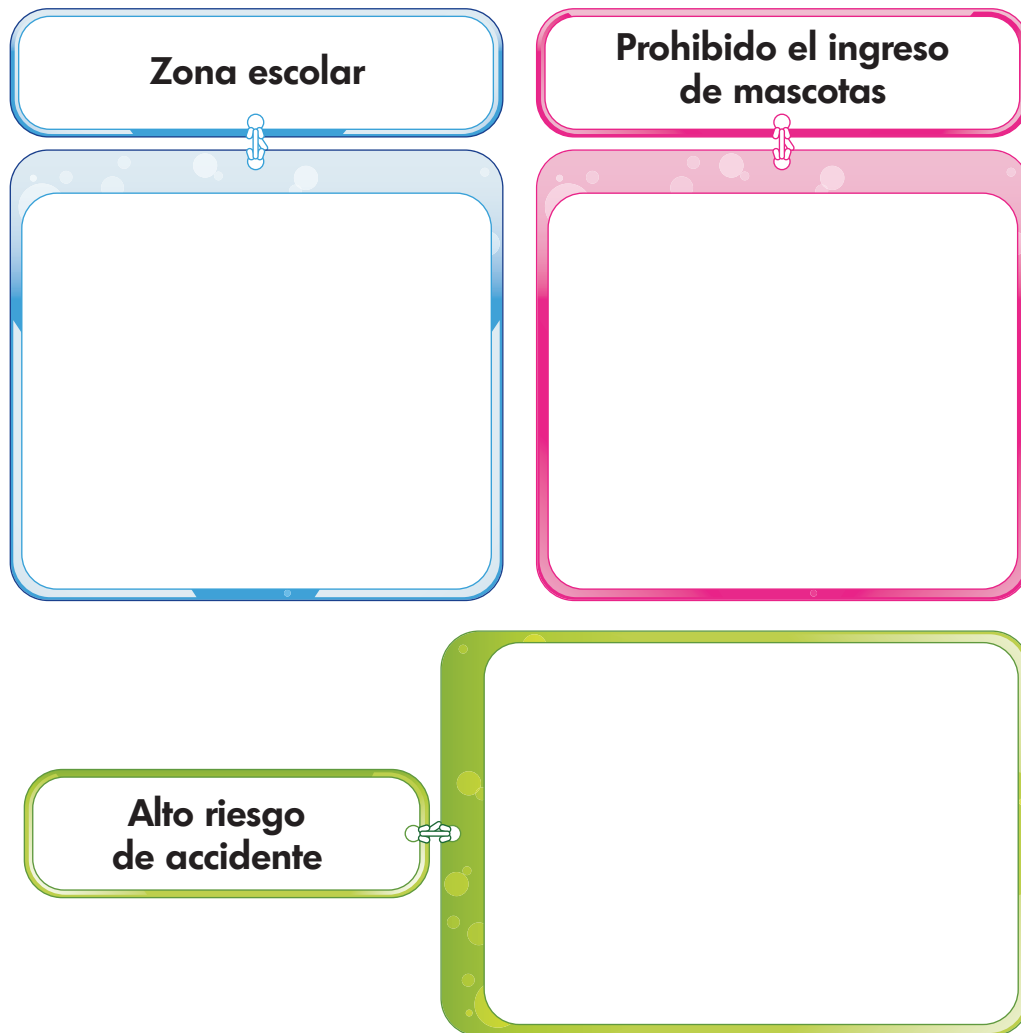 Zona escolar
Prohibido el ingreso
de mascotas
Alto riesgo
de accidente